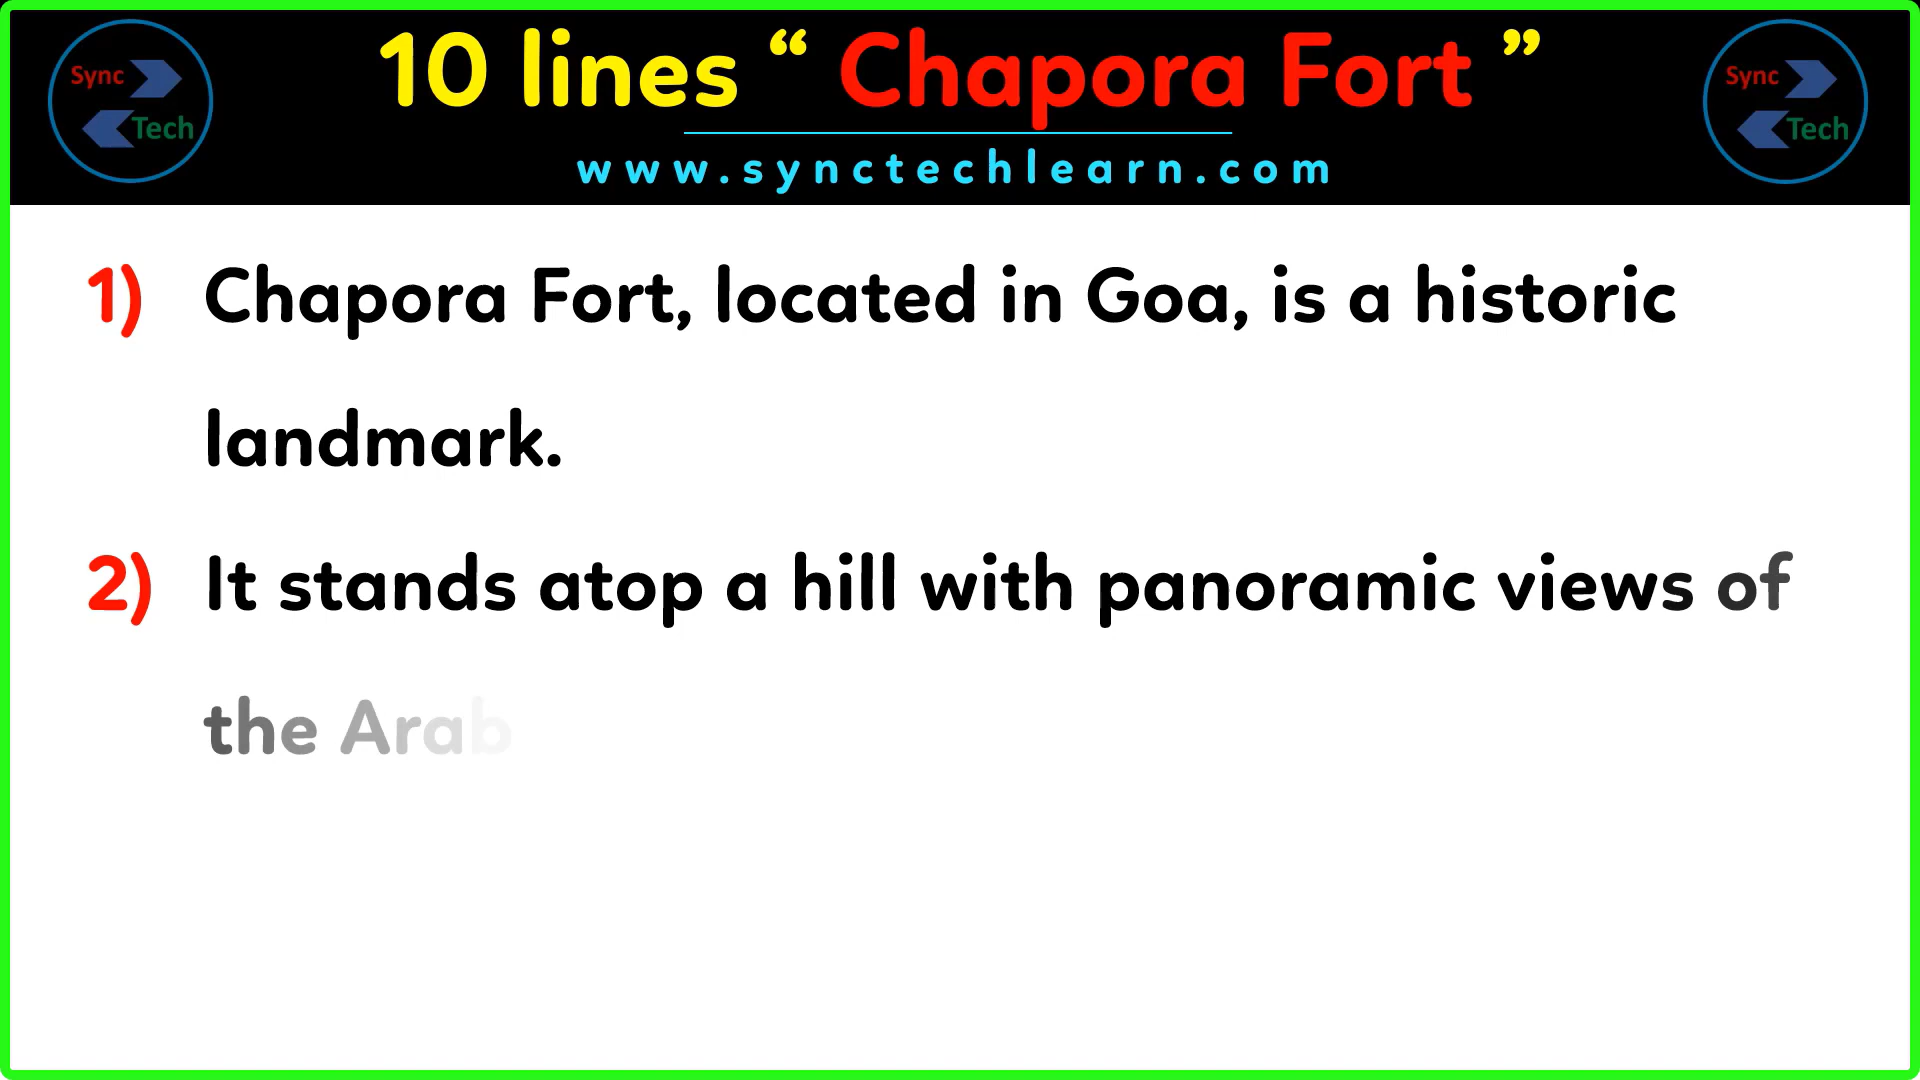 Sync
Tech
10 lines “ Chapora Fort ”
www.synctechlearn.com
Sync
Tech
1) Chapora Fort, located in Goa, is a historic
landmark.
2) It stands atop a hill with panoramic views of
the Arab